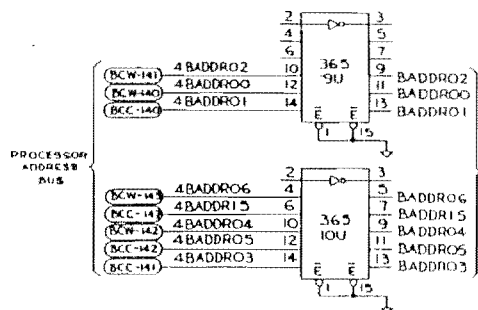 2 3
4 5
6 7
BCW-141 4BADDR02 10 365 9 BADDR02
BCW-140 4BADDR00 12 9U 11 BADDR00
BCC-140 4BADDR01 14 13 BADDR01
E E
1 15
PROCESSOR
ADDRESS
BUS
2 3
BCW-143 4BADDR06 4 5 BADDR06
BCC-143 4BADDR15 6 365 7 BADDR15
BCW-142 4BADDR04 10 10U 9 BADDR04
BCC-142 4BADDR05 12 11 BADDR05
BCC-141 4BADDR03 14 13 BADDR03
E E
1 15